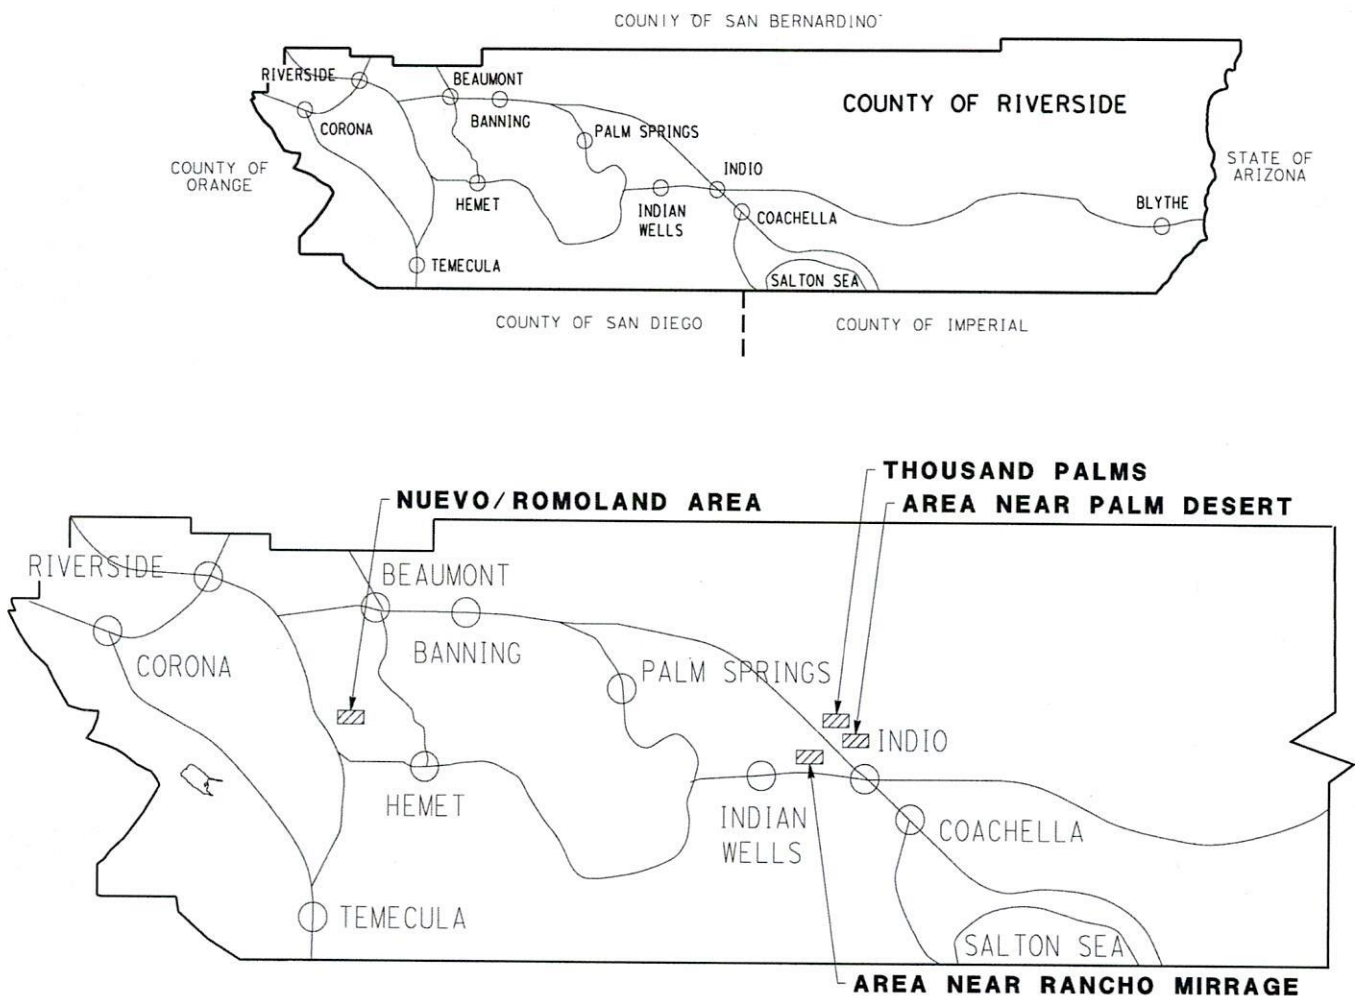 COUNIY OF SAN BERNARDINO
RIVERSIDE
BEAUMONT
COUNTY OF RIVERSIDE
CORONA
BANNING
PALM SPRINGS
COUNTY OF
ORANGE
STATE OF
ARIZONA
INDIO
HEMET
INDIAN
WELLS
COACHELLA
BLYTHE
TEMECULA
SALTON SEA
COUNTY OF SAN DIEGO
COUNTY OF IMPERIAL
THOUSAND PALMS
NUEVO/ROMOLAND AREA
AREA NEAR PALM DESERT
RIVERSIDE
BEAUMONT
CORONA
BANNING
PALM SPRINGS
INDIO
HEMET
INDIAN
WELLS
COACHELLA
TEMECULA
SALTON SEA
AREA NEAR RANCHO MIRRAGE